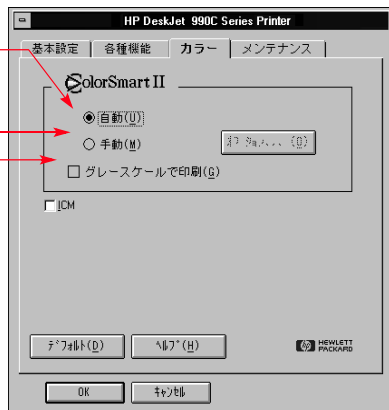 HP DeskJet 990C Series Printer
基本設定 各種機能 カラー メンテナンス
ColorSmart II
自動(U)
手動(M)
ｵﾌﾟｼｮﾝ... (O)
グレースケールで印刷(G)
ICM
ﾃﾞﾌｫﾙﾄ(D) ﾍﾙﾌﾟ(H)
HEWLETT
PACKARD
OK ｷｬﾝｾﾙ